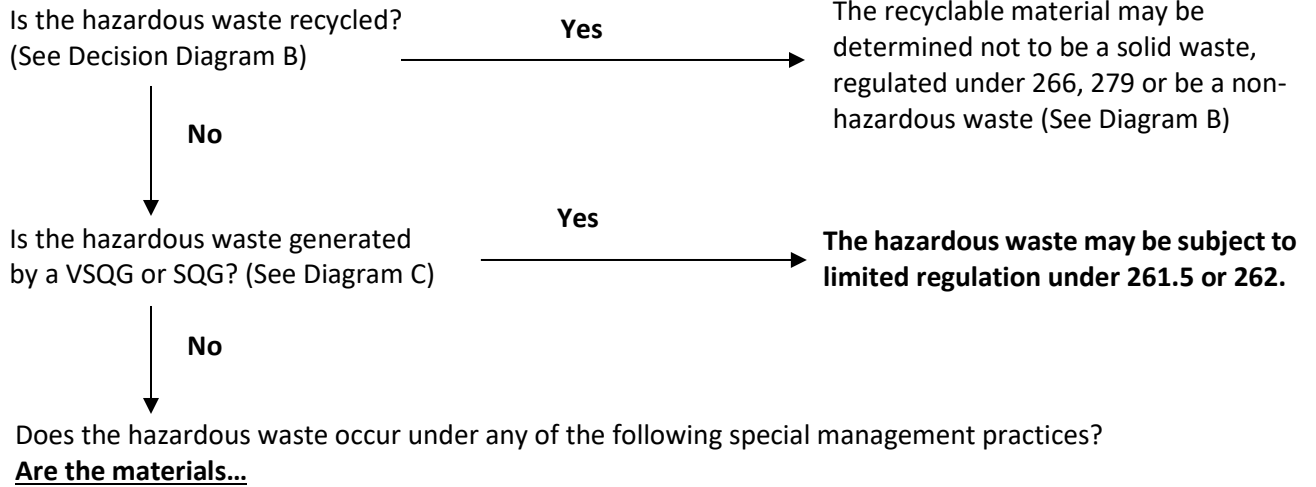 Is the hazardous waste recycled?
(See Decision Diagram B)
Yes
The recyclable material may be
determined not to be a solid waste,
regulated under 266, 279 or be a non-
hazardous waste (See Diagram B)
No
Is the hazardous waste generated
by a VSQG or SQG? (See Diagram C)
Yes
The hazardous waste may be subject to
limited regulation under 261.5 or 262.
No
Does the hazardous waste occur under any of the following special management practices?
Are the materials…